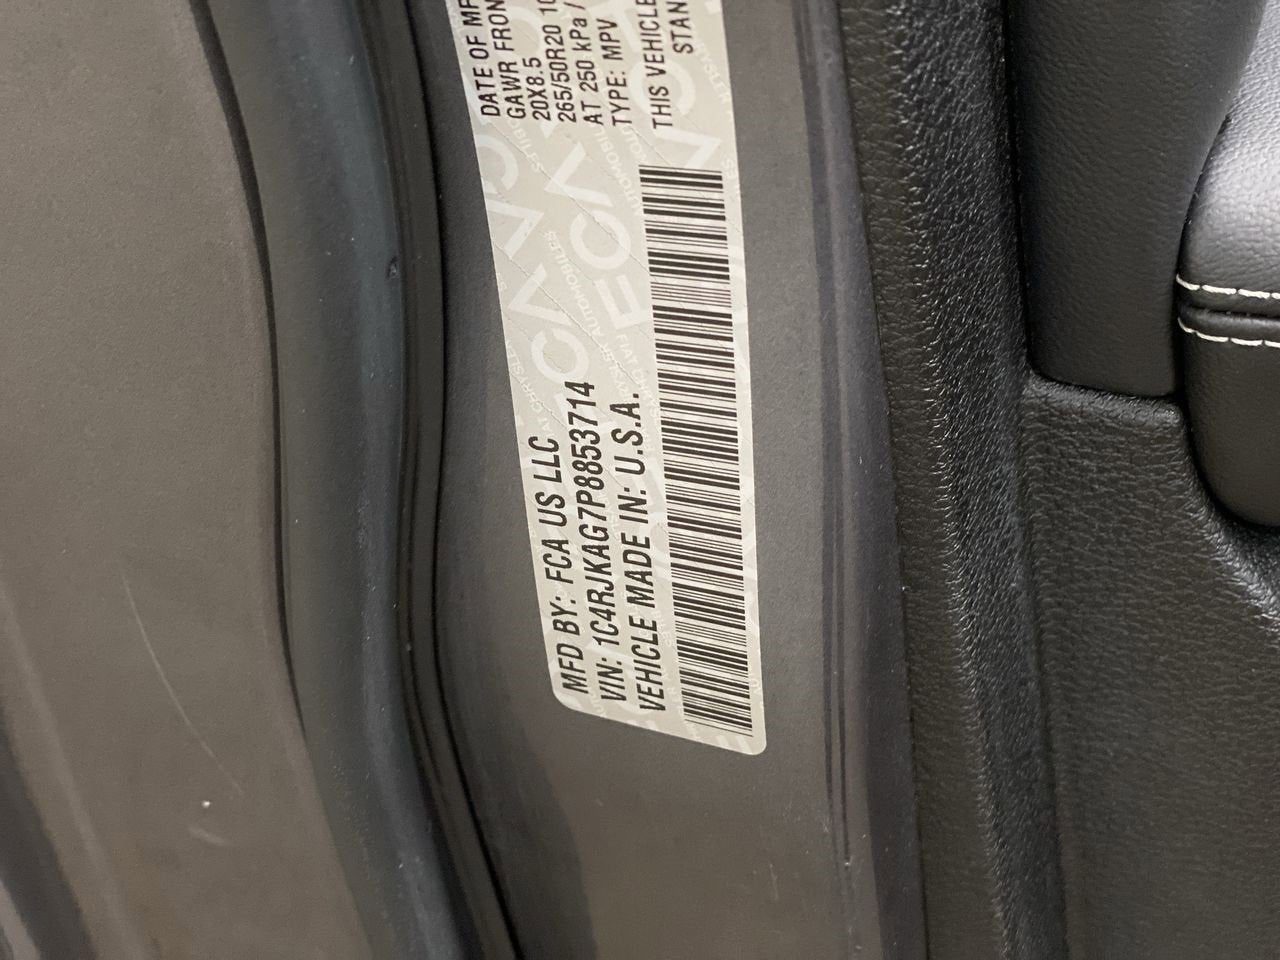 MFD BY: FCA US LLC
VIN: 1C4RJKAG7P8853714
VEHICLE MADE IN: U.S.A.
DATE OF
GAWR FRON
20X8.5
265/50R20
AT 250 kPa /
TYPE: MPV
THIS VEHICLE
STAN